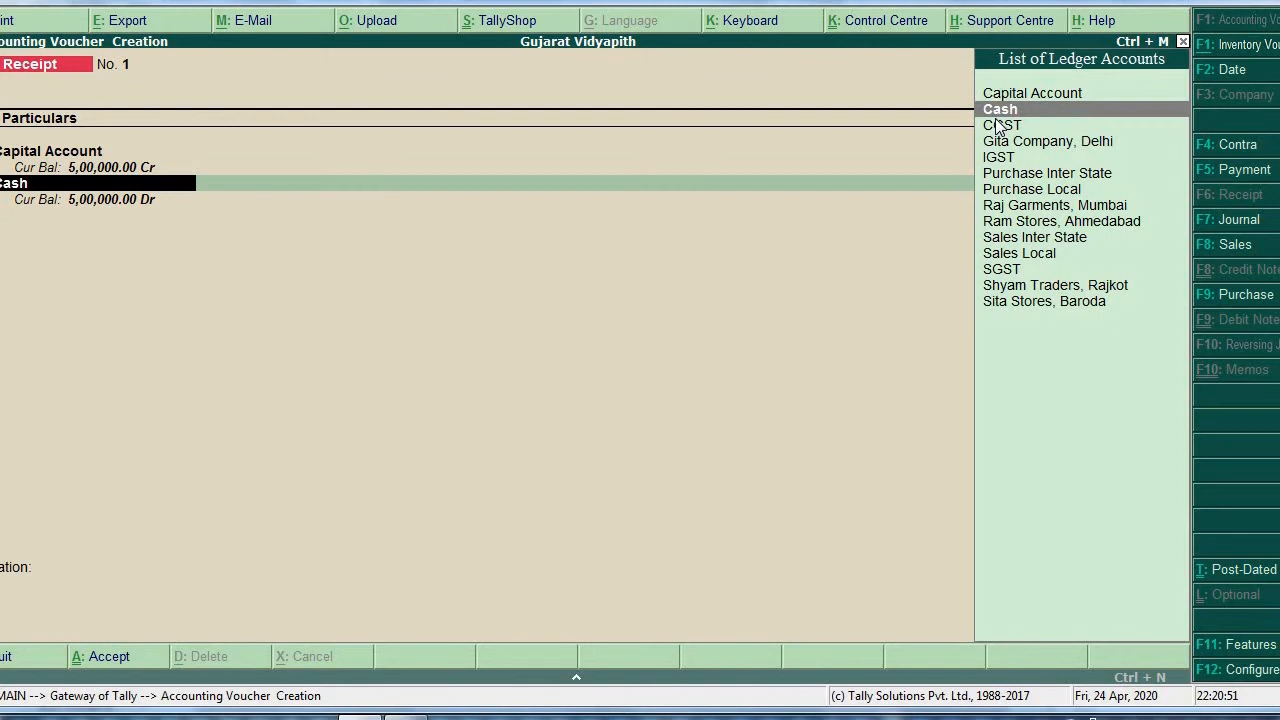 int E: Export M: E-Mail O: Upload S: TallyShop G: Language K: Keyboard K: Control Centre H: Support Centre H: Help
ounting Voucher Creation Gujarat Vidyapith Ctrl + M
Receipt No. 1
Particulars
Capital Account
Cur Bal: 5,00,000.00 Cr
Cash
Cur Bal: 5,00,000.00 Dr
ation:
List of Ledger Accounts
Capital Account
Cash
CGST
Gita Company, Delhi
IGST
Purchase Inter State
Purchase Local
Raj Garments, Mumbai
Ram Stores, Ahmedabad
Sales Inter State
Sales Local
SGST
Shyam Traders, Rajkot
Sita Stores, Baroda
F1: Accounting Vo
F1: Inventory Vou
F2: Date
F3: Company
F4: Contra
F5: Payment
F6: Receipt
F7: Journal
F8: Sales
F8: Credit Note
F9: Purchase
F9: Debit Note
F10: Reversing J
F10: Memos
T: Post-Dated
L: Optional
F11: Features
F12: Configure
uit A: Accept D: Delete X: Cancel
Ctrl + N
MAIN --> Gateway of Tally --> Accounting Voucher Creation (c) Tally Solutions Pvt. Ltd., 1988-2017 Fri, 24 Apr, 2020 22:20:51